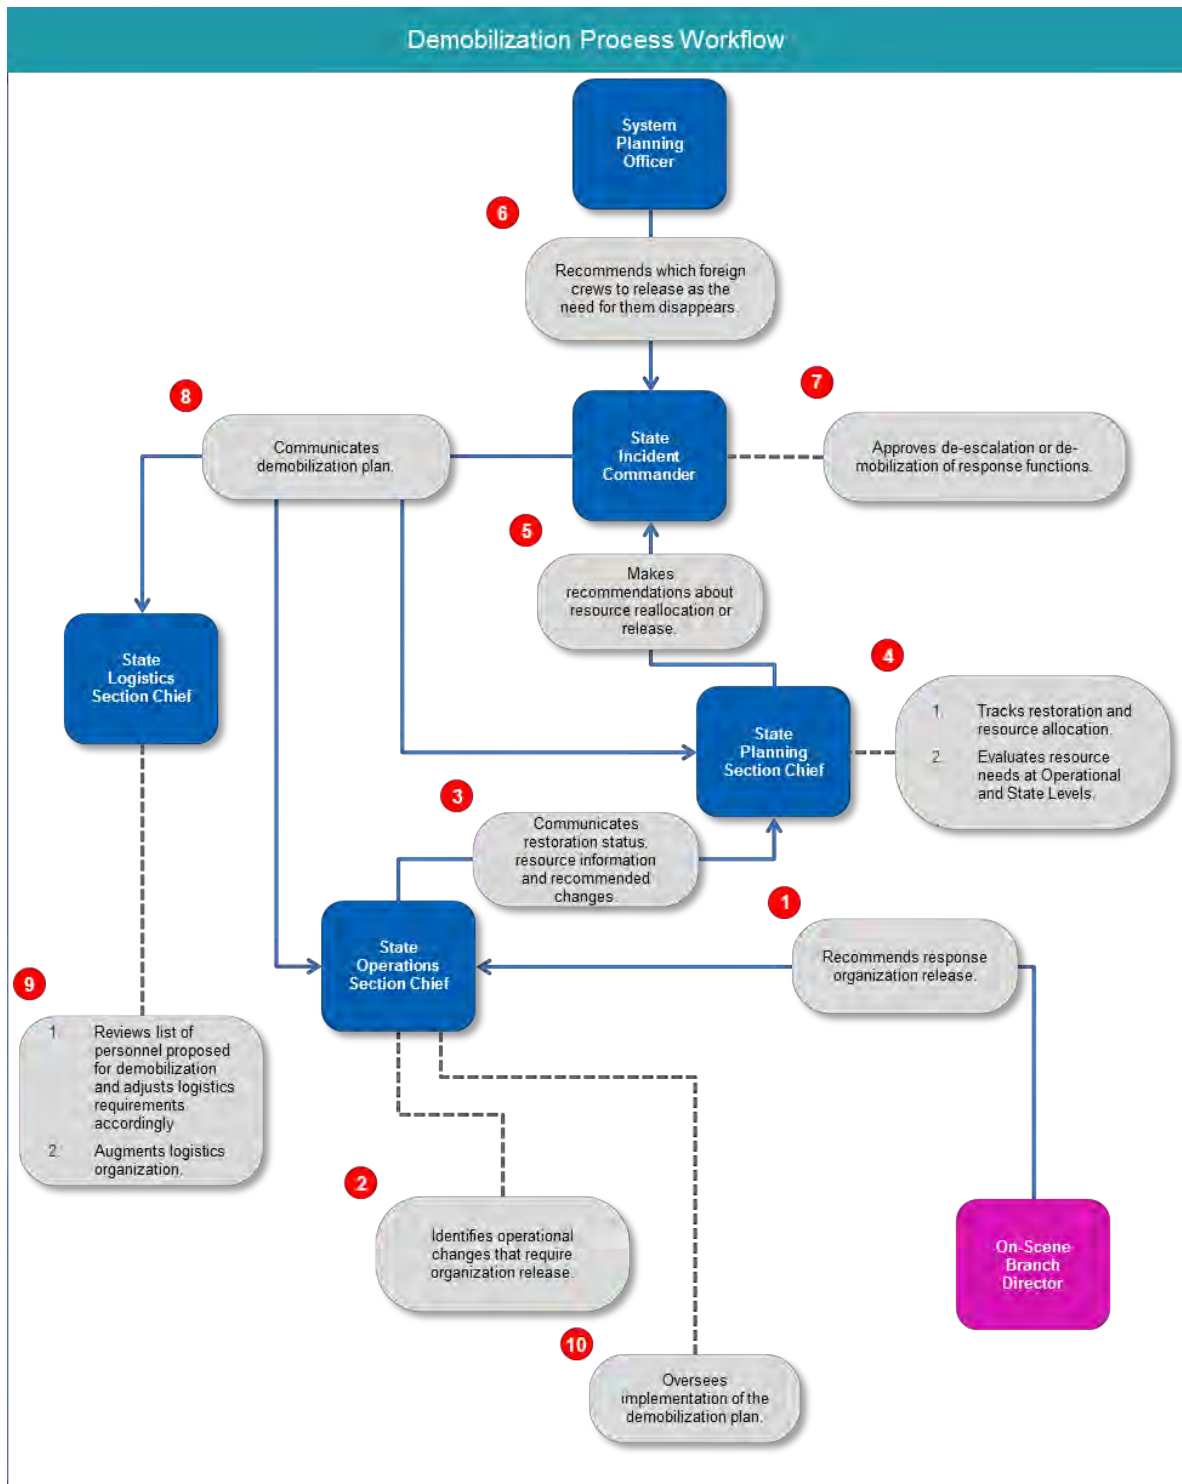 Demobilization Process Workflow
System
Planning
Officer
6
Recommends which foreign
crews to release as the
need for them disappears.
8
7
Communicates
demobilization plan.
State
Incident
Commander
Approves de-escalation or de-
mobilization of response functions.
5
Makes
recommendations about
resource reallocation or
release.
State
Logistics
Section Chief
4
State
Planning
Section Chief
1. Tracks restoration and
resource allocation.
2. Evaluates resource
needs at Operational
and State Levels.
3
Communicates
restoration status,
resource information
and recommended
changes.
1
State
Operations
Section Chief
Recommends response
organization release.
9
1 Reviews list of
personnel proposed
for demobilization
and adjusts logistics
requirements
accordingly
2. Augments logistics
organization.
2
Identifies operational
changes that require
organization release.
On-Scene
Branch
Director
10
Oversees
implementation of the
demobilization plan.